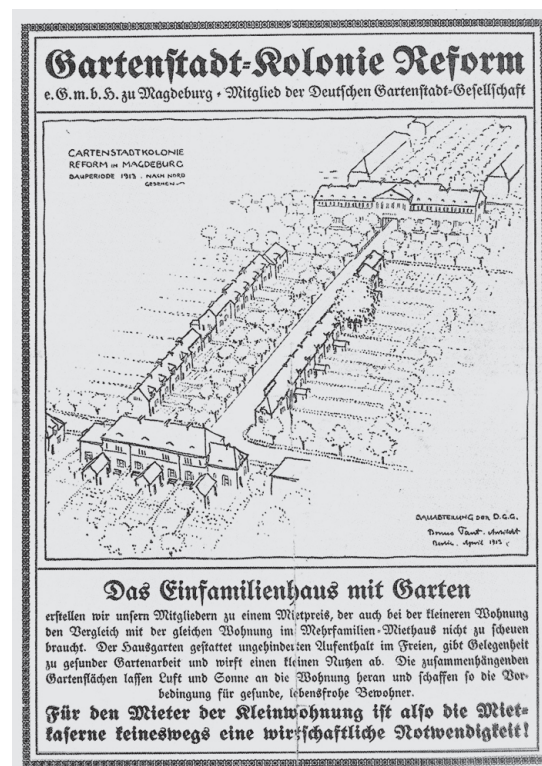 Gartenstadt-Kolonie Reform
e. G. m. b. H. zu Magdeburg • Mitglied der Deutschen Gartenstadt-Gesellschaft
CARTENSTADTKOLONIE
REFORM IN MAGDEBURG
BAUPERIODE 1913 . NACH NORD
GESEHEN
BAUABTEILUNG DER D.G.G.
Bruno Taut. Architekt
Berlin. April 1913
Das Einfamilienhaus mit Garten
erstellen wir unsern Mitgliedern zu einem Mietpreis, der auch bei der kleineren Wohnung
den Vergleich mit der gleichen Wohnung im Mehrfamilien-Miethaus nicht zu scheuen
braucht. Der Hausgarten gestattet ungehinderten Aufenthalt im Freien, gibt Gelegenheit
zu gesunder Gartenarbeit und wirft einen kleinen Nutzen ab. Die zusammenhängenden
Gartenflächen lassen Luft und Sonne an die Wohnung heran und schaffen so die Vor-
bedingung für gesunde, lebensfrohe Bewohner.
Für den Mieter der Kleinwohnung ist also die Miet-
kaserne keineswegs eine wirtschaftliche Notwendigkeit!